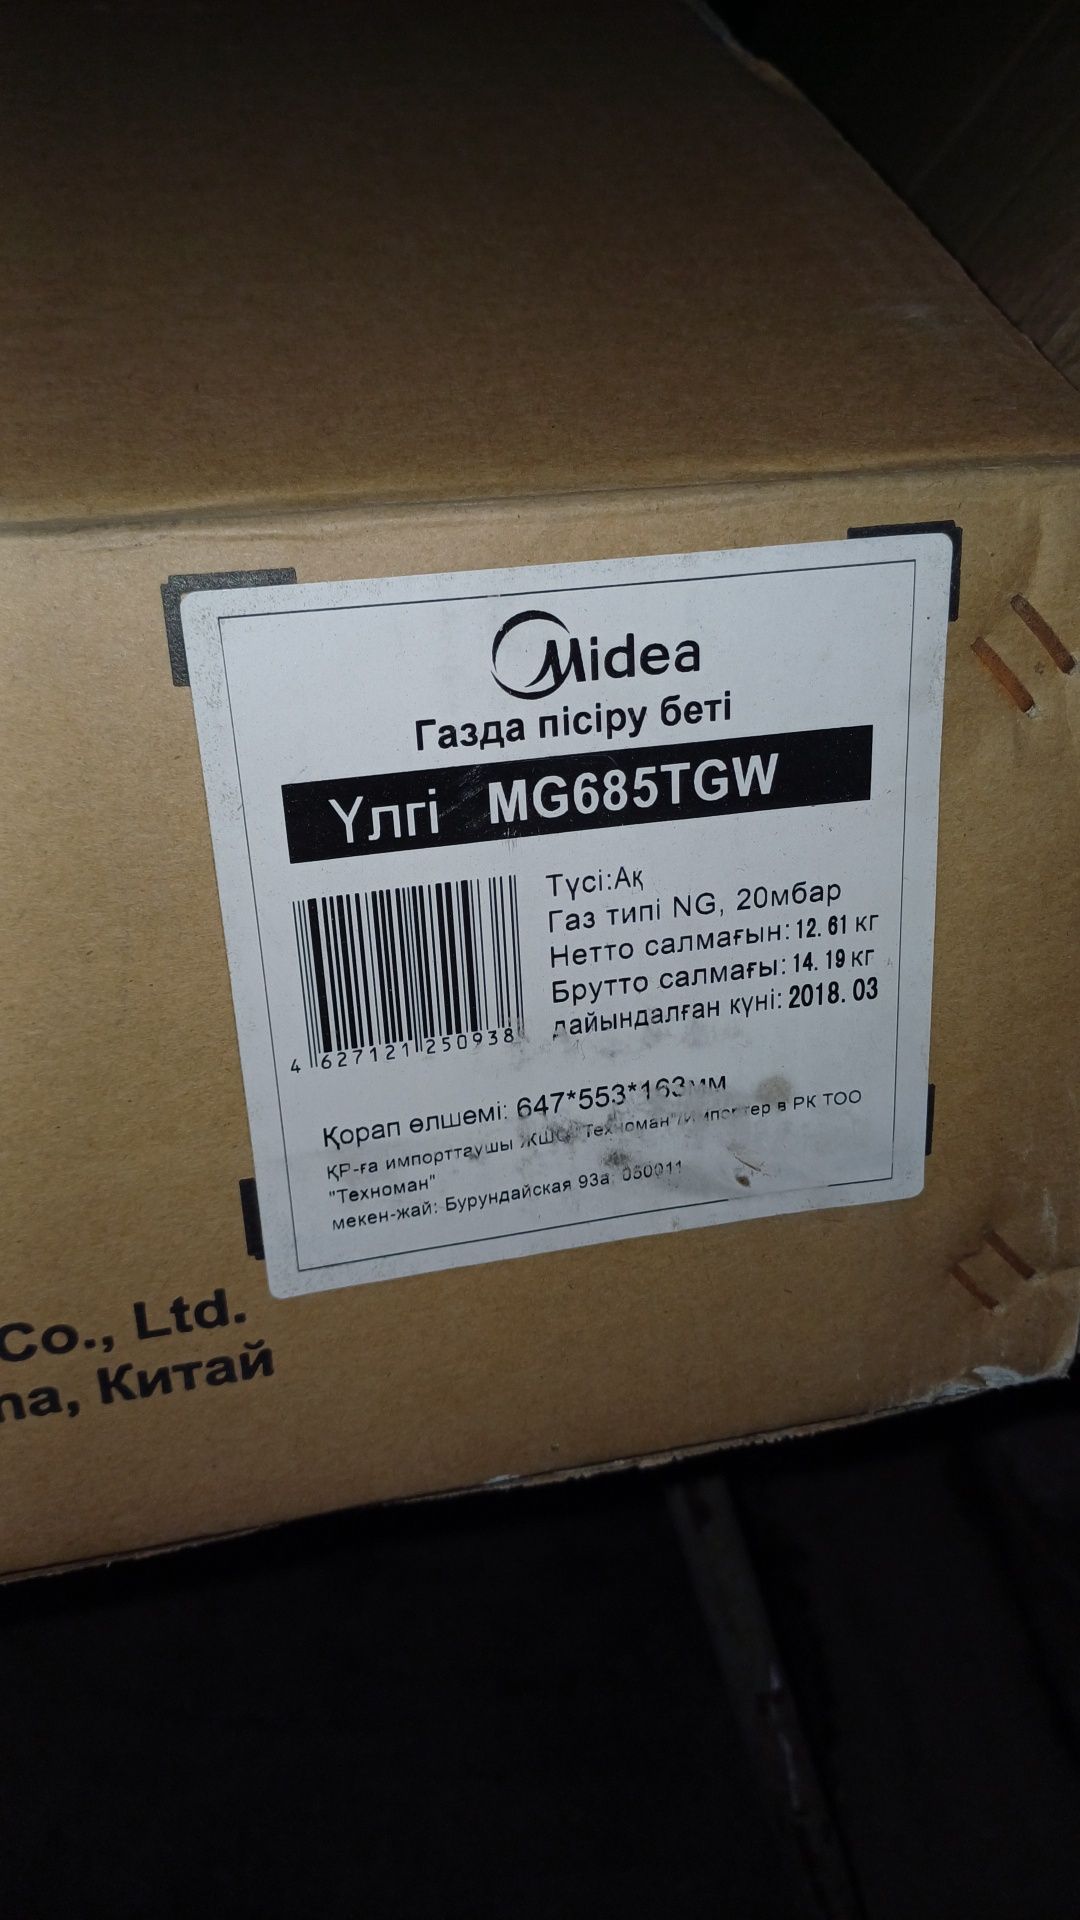 Midea
Газда пісіру беті
Үлгі MG685TGW
Түсі:Ақ
Газ типі NG, 20мбар
Нетто салмағын: 12.61 кг
Брутто салмағы: 14.19 кг
дайындалған күні: 2018.03
4 627121 250938
Қорап өлшемі: 647*553*163мм
ҚР-ға импорттаушы ЖШС "Техноман"/Импортер в РК ТОО
"Техноман"
мекен-жай: Бурундайская 93а, 050011
Co., Ltd.
na, Китай